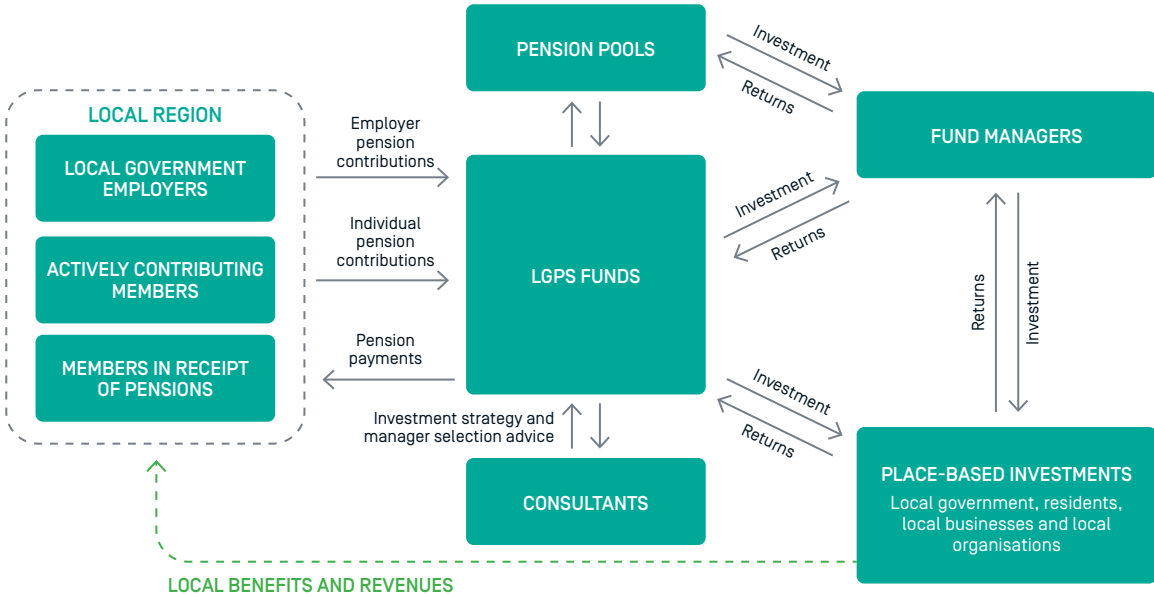 PENSION POOLS
Investment
Returns
FUND MANAGERS
LOCAL REGION
LOCAL GOVERNMENT
EMPLOYERS
ACTIVELY CONTRIBUTING
MEMBERS
MEMBERS IN RECEIPT
OF PENSIONS
Employer
pension
contributions
Individual
pension
contributions
Pension
payments
LGPS FUNDS
Investment
Returns
Returns
Investment
Investment
Returns
Investment strategy and
manager selection advice
CONSULTANTS
PLACE-BASED INVESTMENTS
Local government, residents,
local businesses and local
organisations
LOCAL BENEFITS AND REVENUES